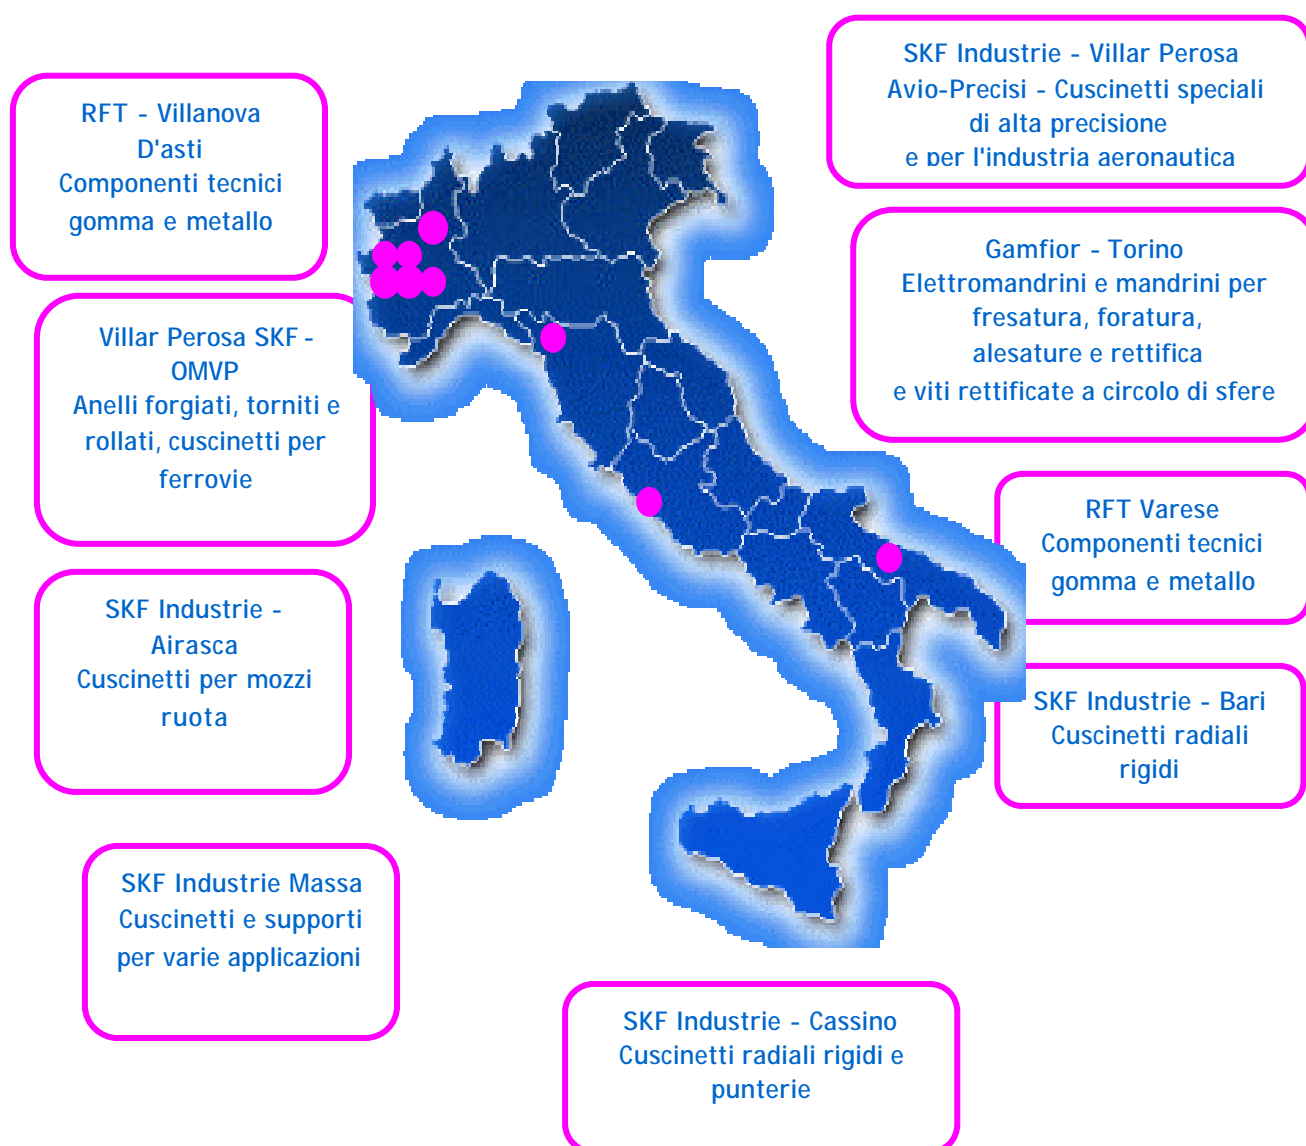 RFT - Villanova
D'asti
Componenti tecnici
gomma e metallo
Villar Perosa SKF -
OMVP
Anelli forgiati, torniti e
rollati, cuscinetti per
ferrovie
SKF Industrie -
Airasca
Cuscinetti per mozzi
ruota
SKF Industrie Massa
Cuscinetti e supporti
per varie applicazioni
SKF Industrie - Cassino
Cuscinetti radiali rigidi e
punterie
SKF Industrie - Villar Perosa
Avio-Precisi - Cuscinetti speciali
di alta precisione
e per l'industria aeronautica
Gamfior - Torino
Elettromandrini e mandrini per
fresatura, foratura,
alesature e rettifica
e viti rettificate a circolo di sfere
RFT Varese
Componenti tecnici
gomma e metallo
SKF Industrie - Bari
Cuscinetti radiali
rigidi